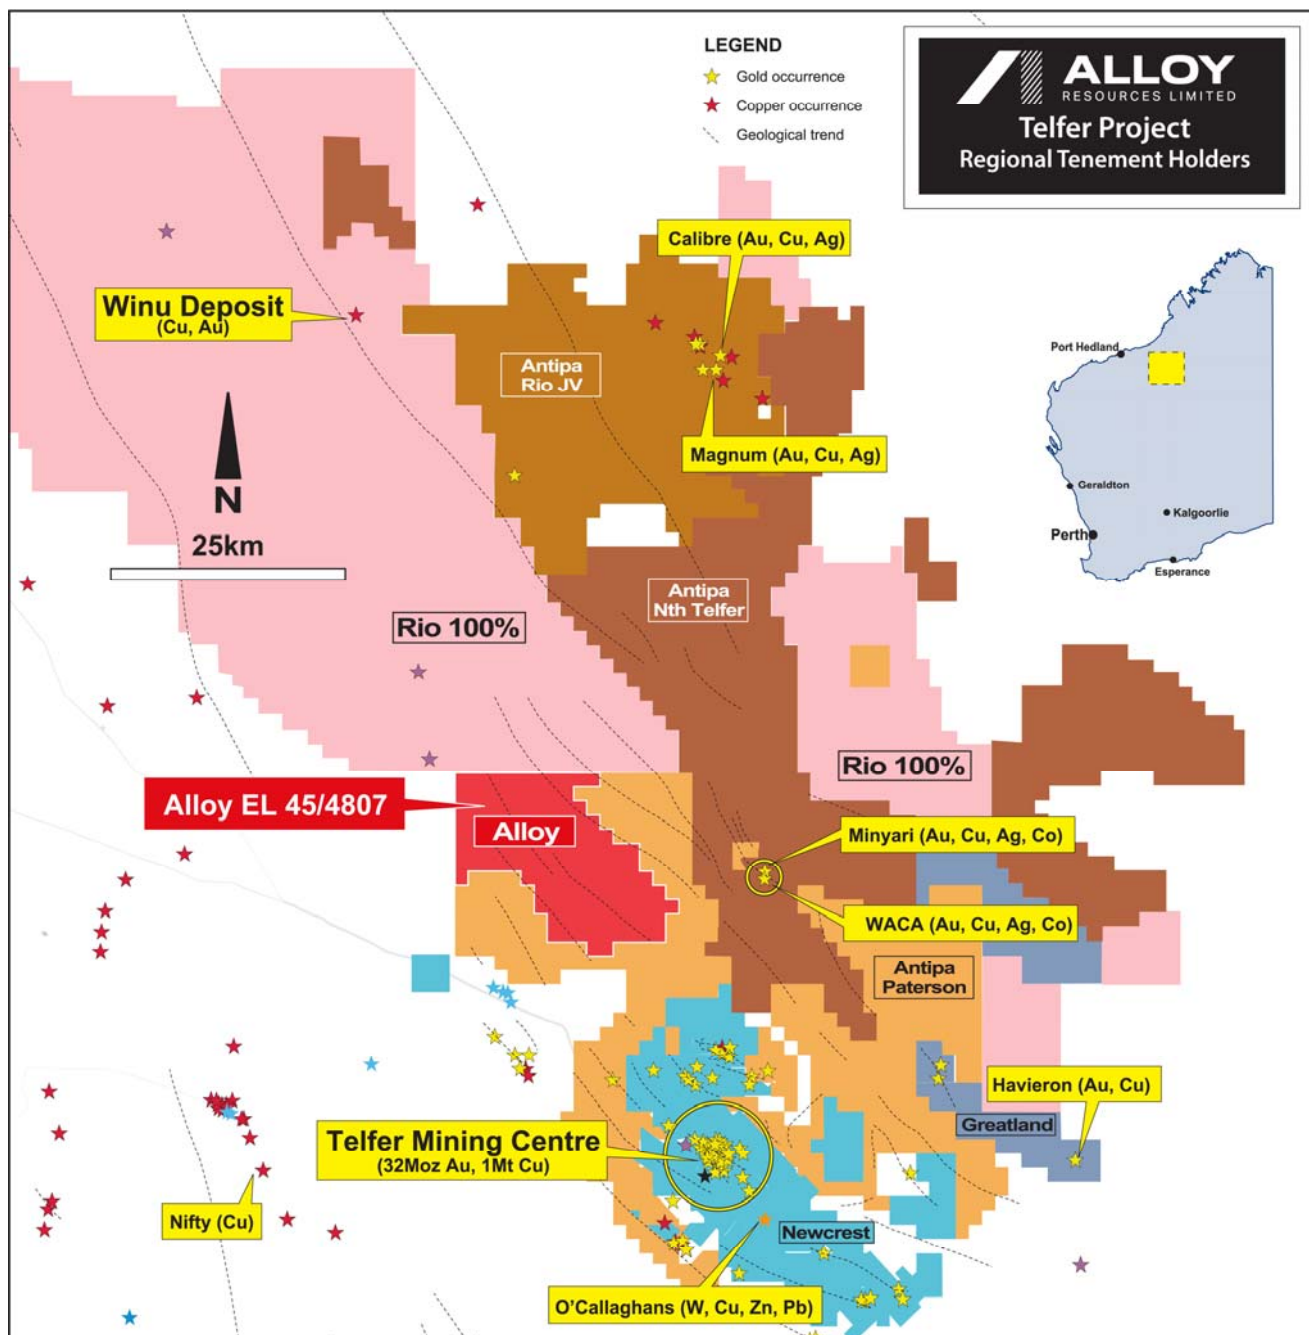 LEGEND
Gold occurrence
Copper occurrence
Geological trend
ALLOY
RESOURCES LIMITED
Telfer Project
Regional Tenement Holders
Calibre (Au, Cu, Ag)
Winu Deposit
(Cu, Au)
Antipa
Rio JV
Magnum (Au, Cu, Ag)
N
25km
Port Hedland
Geraldton
Kalgoorlie
Perth
Esperance
Antipa
Nth Telfer
Rio 100%
Rio 100%
Alloy EL 45/4807
Alloy
Minyari (Au, Cu, Ag, Co)
WACA (Au, Cu, Ag, Co)
Antipa
Paterson
Havieron (Au, Cu)
Greatland
Telfer Mining Centre
(32Moz Au, 1Mt Cu)
Nifty (Cu)
Newcrest
O'Callaghans (W, Cu, Zn, Pb)